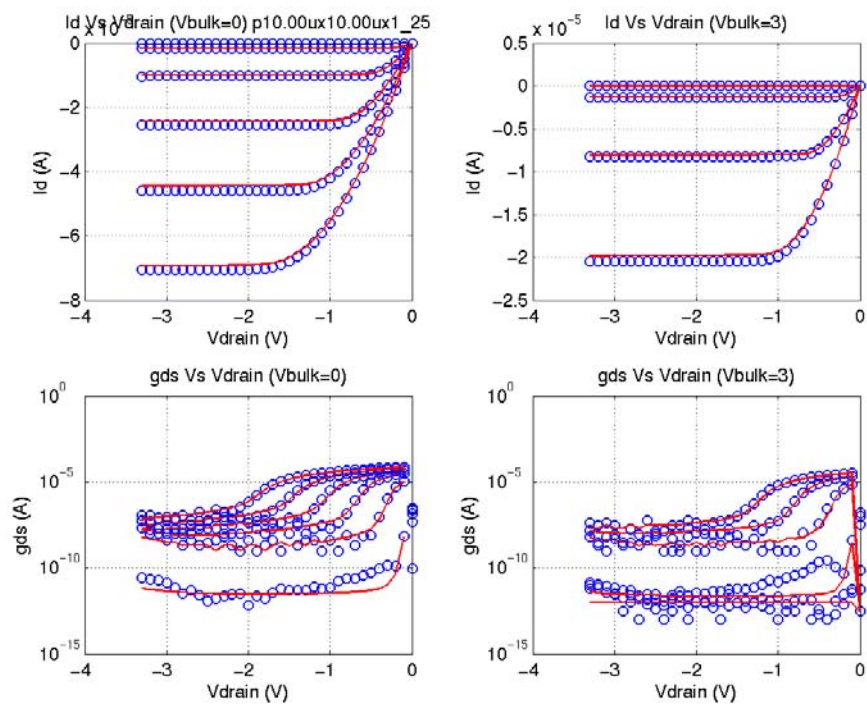 Id Vs Vdrain (Vbulk=0) p10.00ux10.00ux1_25
0
−2
−4
−6
−8
Id (A)
−4 −3 −2 −1 0
Vdrain (V)
Id Vs Vdrain (Vbulk=3)
x 10⁻⁵
0.5
0
−0.5
−1
−1.5
−2
−2.5
Id (A)
−4 −3 −2 −1 0
Vdrain (V)
gds Vs Vdrain (Vbulk=0)
10⁰
10⁻⁵
10⁻¹⁰
10⁻¹⁵
gds (A)
−4 −3 −2 −1 0
Vdrain (V)
gds Vs Vdrain (Vbulk=3)
10⁰
10⁻⁵
10⁻¹⁰
10⁻¹⁵
gds (A)
−4 −3 −2 −1 0
Vdrain (V)